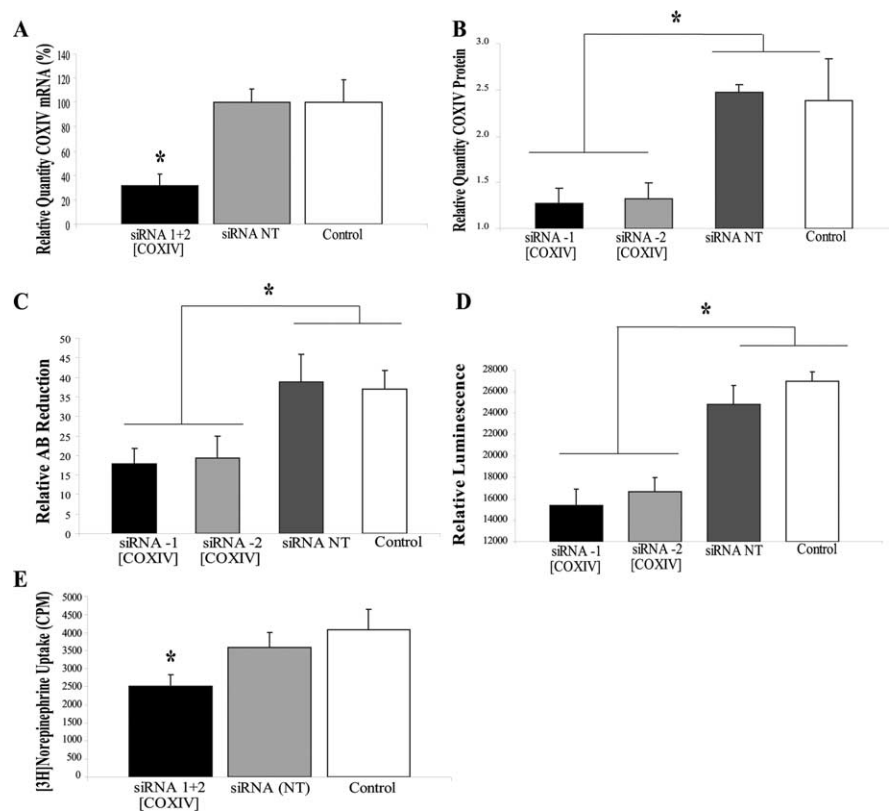 A
Relative Quantity COXIV mRNA (%)
140
120
100
80
60
40
20
0
*
siRNA 1+2
[COXIV]
siRNA NT
Control
B
*
Relative Quantity COXIV Protein
3.0
2.5
2.0
1.5
1.0
siRNA -1
[COXIV]
siRNA -2
[COXIV]
siRNA NT
Control
C
*
Relative AB Reduction
50
45
40
35
30
25
20
15
10
5
0
siRNA -1
[COXIV]
siRNA -2
[COXIV]
siRNA NT
Control
D
*
Relative Luminescence
28000
26000
24000
22000
20000
18000
16000
14000
12000
siRNA -1
[COXIV]
siRNA -2
[COXIV]
siRNA NT
Control
E
[3H]Norepinephrine Uptake (CPM)
5000
4500
4000
3500
3000
2500
2000
1500
1000
500
0
*
siRNA 1+2
[COXIV]
siRNA (NT)
Control